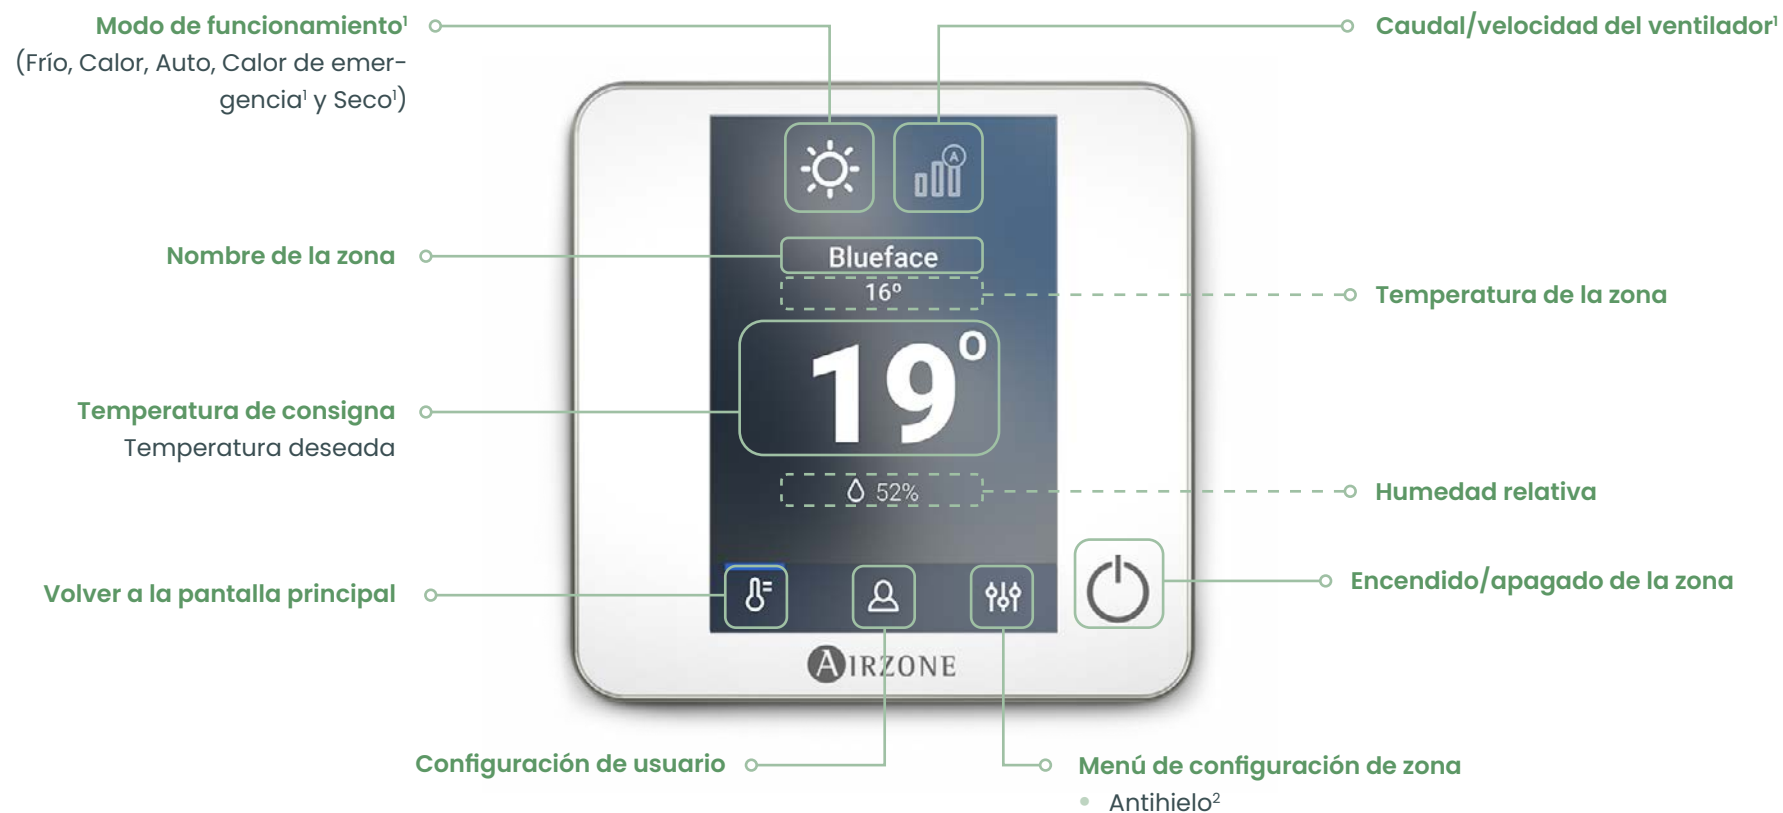 Modo de funcionamiento¹
(Frío, Calor, Auto, Calor de emer-
gencia¹ y Seco¹)
Caudal/velocidad del ventilador¹
A
Nombre de la zona
Blueface
16º
Temperatura de la zona
19º
Temperatura de consigna
Temperatura deseada
52%
Humedad relativa
Volver a la pantalla principal
Encendido/apagado de la zona
AIRZONE
Configuración de usuario
Menú de configuración de zona
• Antihielo²